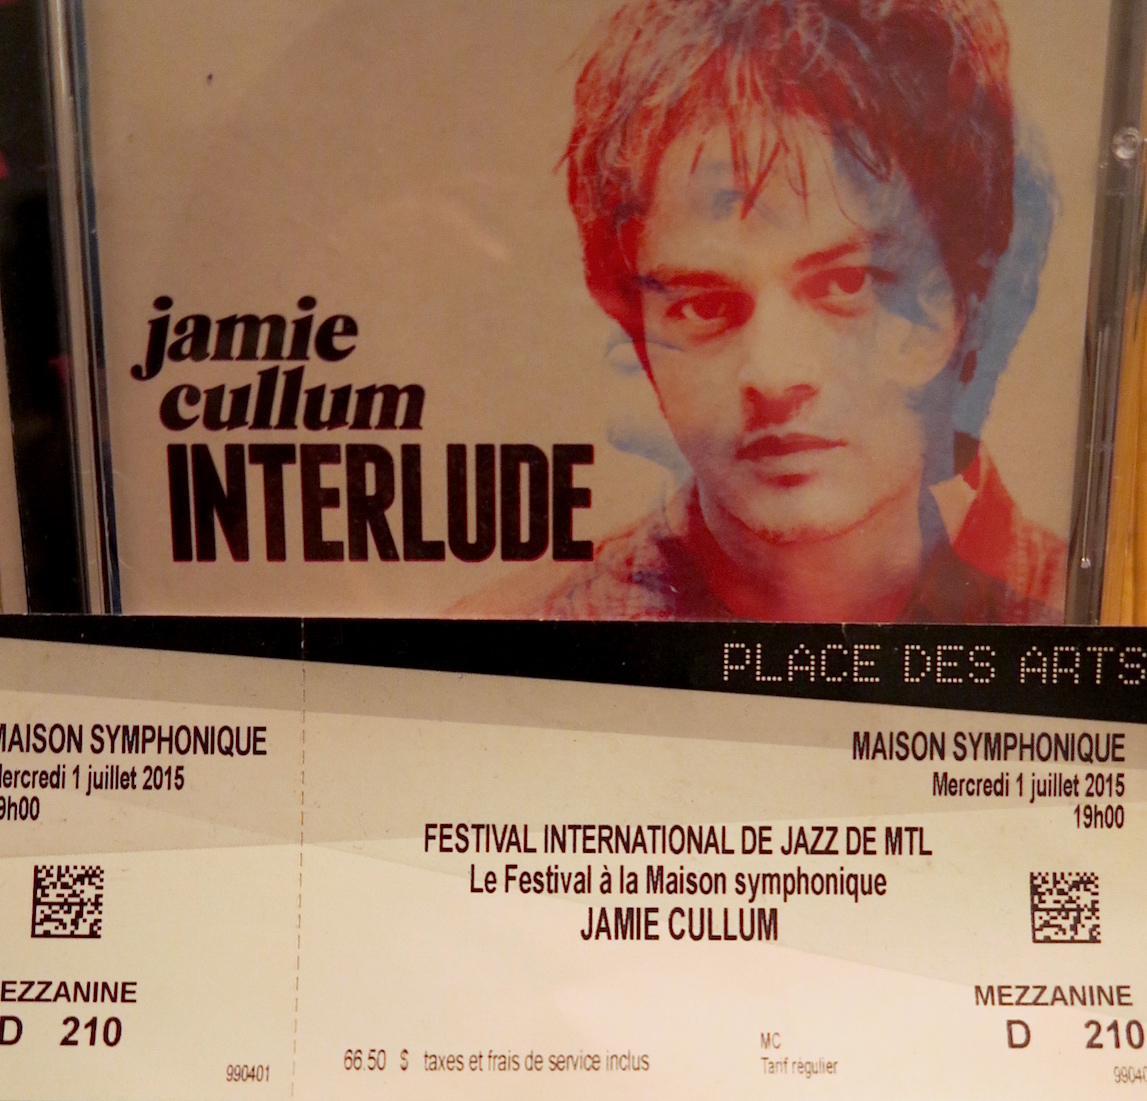 jamie
cullum
INTERLUDE
PLACE DES ARTS
MAISON SYMPHONIQUE
Mercredi 1 juillet 2015
19h00
FESTIVAL INTERNATIONAL DE JAZZ DE MTL
Le Festival à la Maison symphonique
JAMIE CULLUM
MEZZANINE
D 210
MC
66.50 $ taxes et frais de service inclus
Tarif régulier
9904
MAISON SYMPHONIQUE
Mercredi 1 juillet 2015
9h00
EZZANINE
D 210
990401